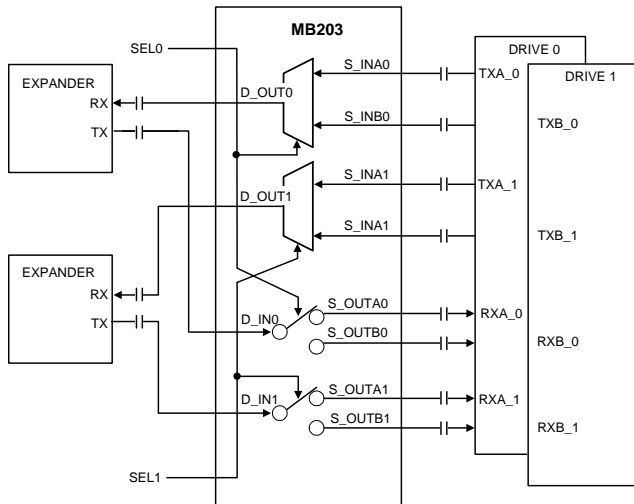 MB203
SEL0
DRIVE 0
DRIVE 1
EXPANDER
RX
TX
D_OUT0
S_INA0
TXA_0
S_INB0
TXB_0
D_OUT1
S_INA1
TXA_1
S_INA1
TXB_1
EXPANDER
RX
TX
D_IN0
S_OUTA0
RXA_0
S_OUTB0
RXB_0
D_IN1
S_OUTA1
RXA_1
S_OUTB1
RXB_1
SEL1